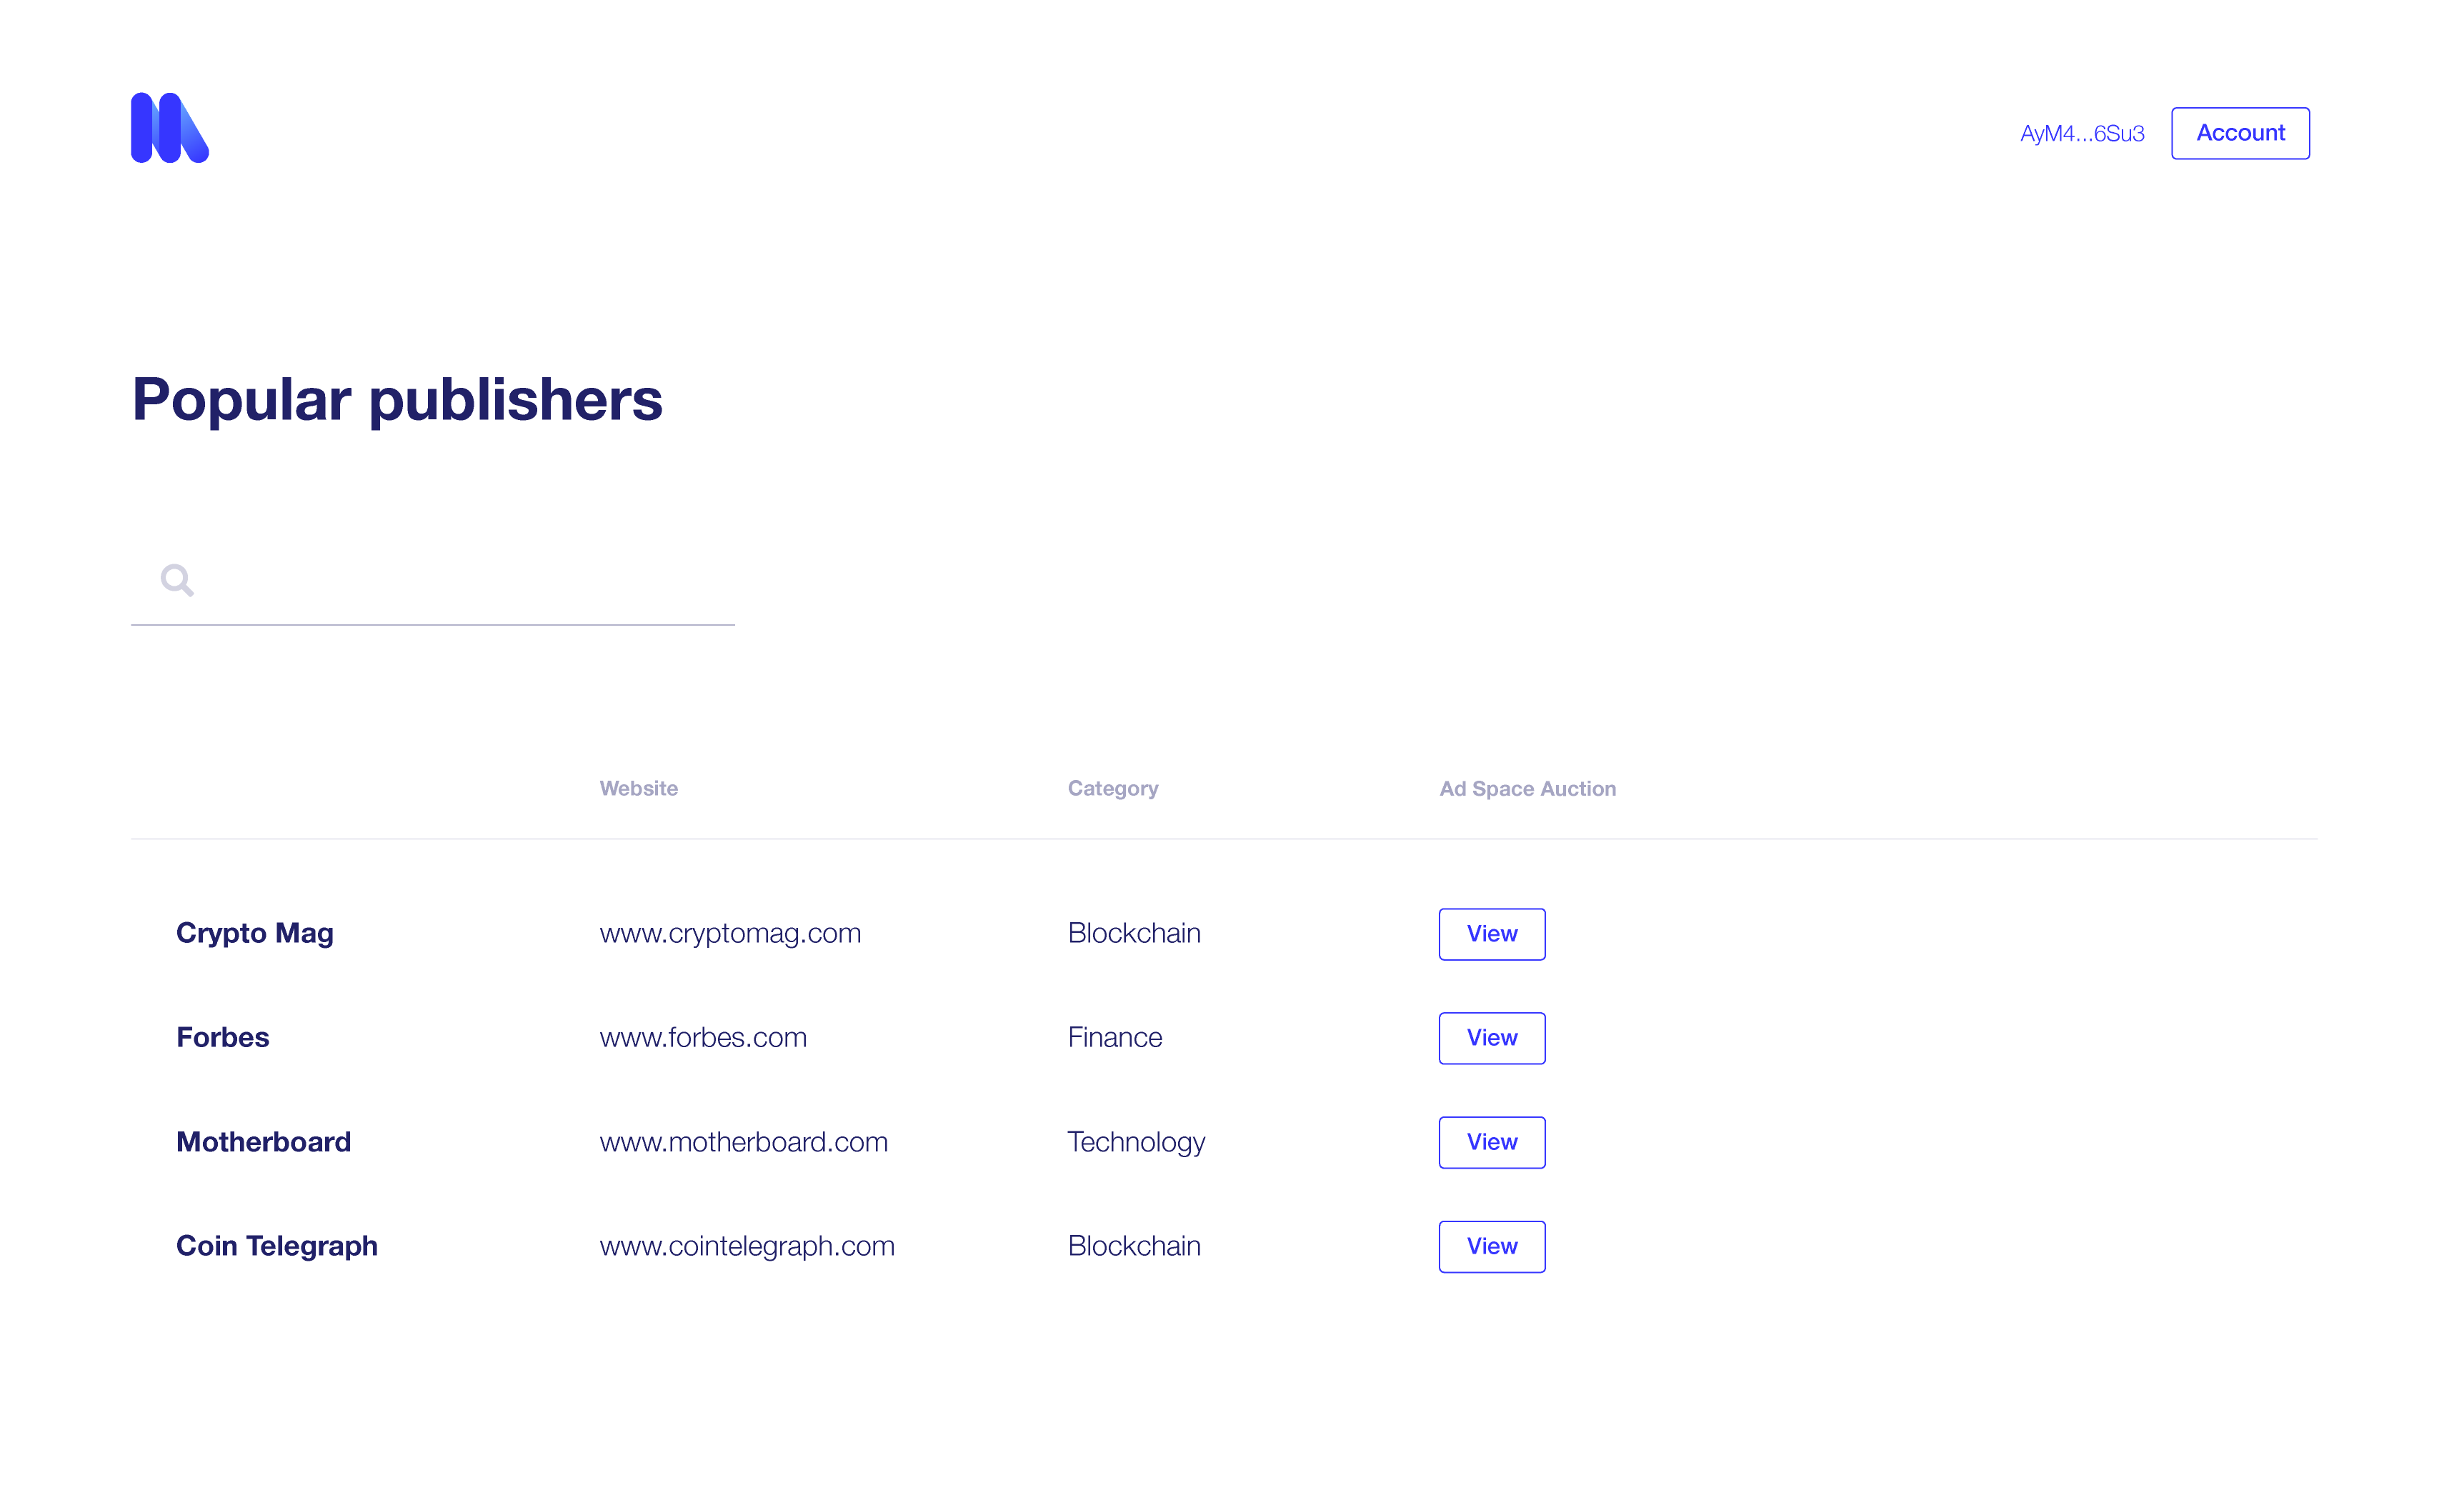 AyM4...6Su3 Account
Popular publishers
Website Category Ad Space Auction
Crypto Mag www.cryptomag.com Blockchain View
Forbes www.forbes.com Finance View
Motherboard www.motherboard.com Technology View
Coin Telegraph www.cointelegraph.com Blockchain View